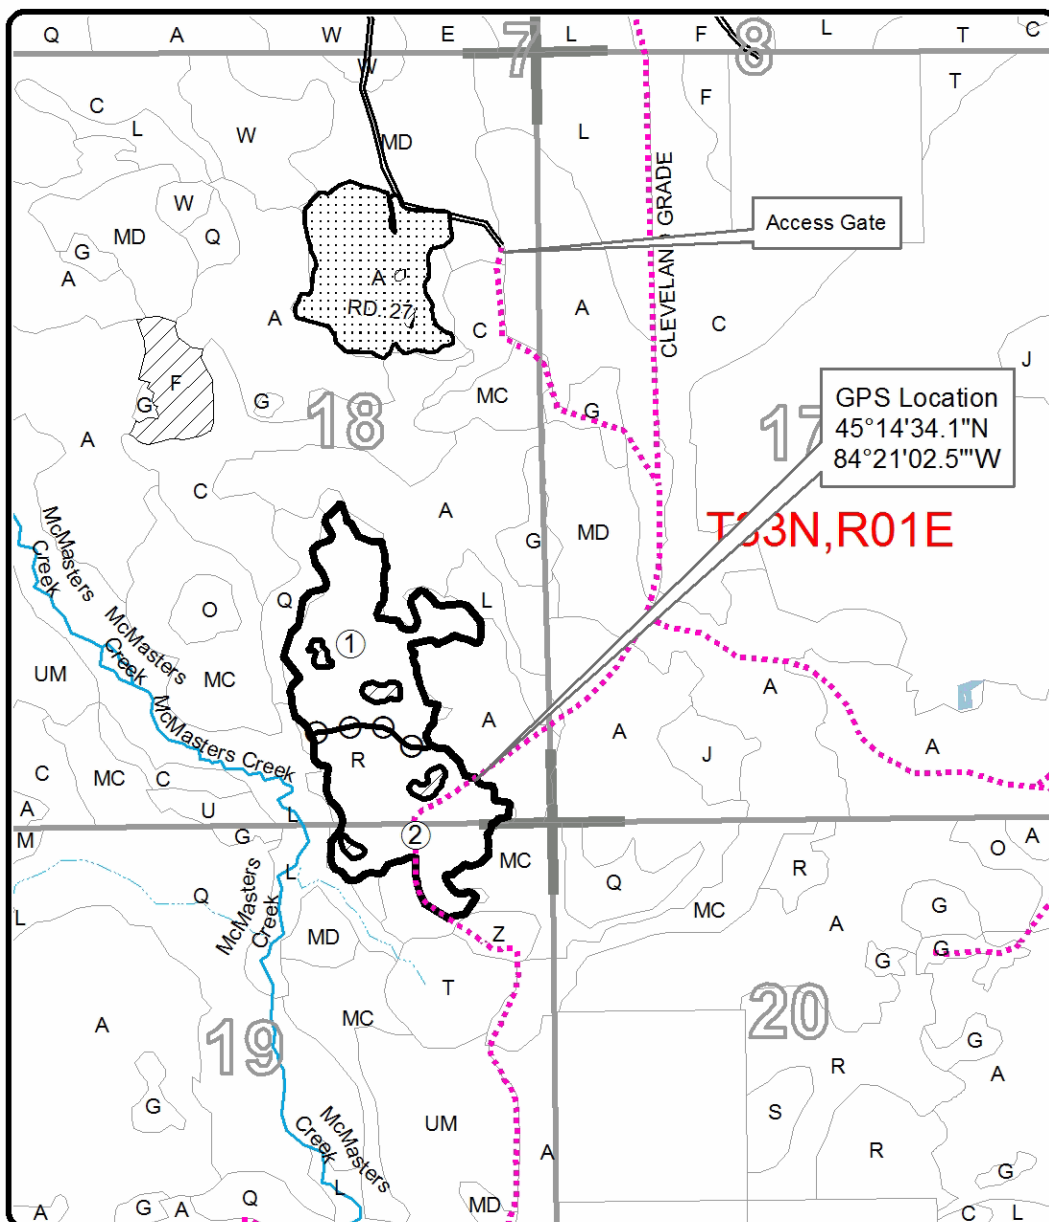 Q A W E 7 L F 8 L T C
W
C L W MD L F T
W MD Q G A
CLEVELAND GRADE
Access Gate
A
RD. 27
A C A C J
F G G MC G
18
17
GPS Location
45°14'34.1"N
84°21'02.5'"W
A C A
T33N,R01E
G MD
McMasters
Creek
O Q L
McMasters
Creek
1
UM MC A
McMasters Creek
A A J A
R
C MC C
A U L
2
M G MC O A
L
McMasters
Creek
Q Q R
L MC A G
MD Z G G
T
20
A MC
19
G A
G R
UM S R
McMasters
Creek
A G
L
A G A Q MD C L